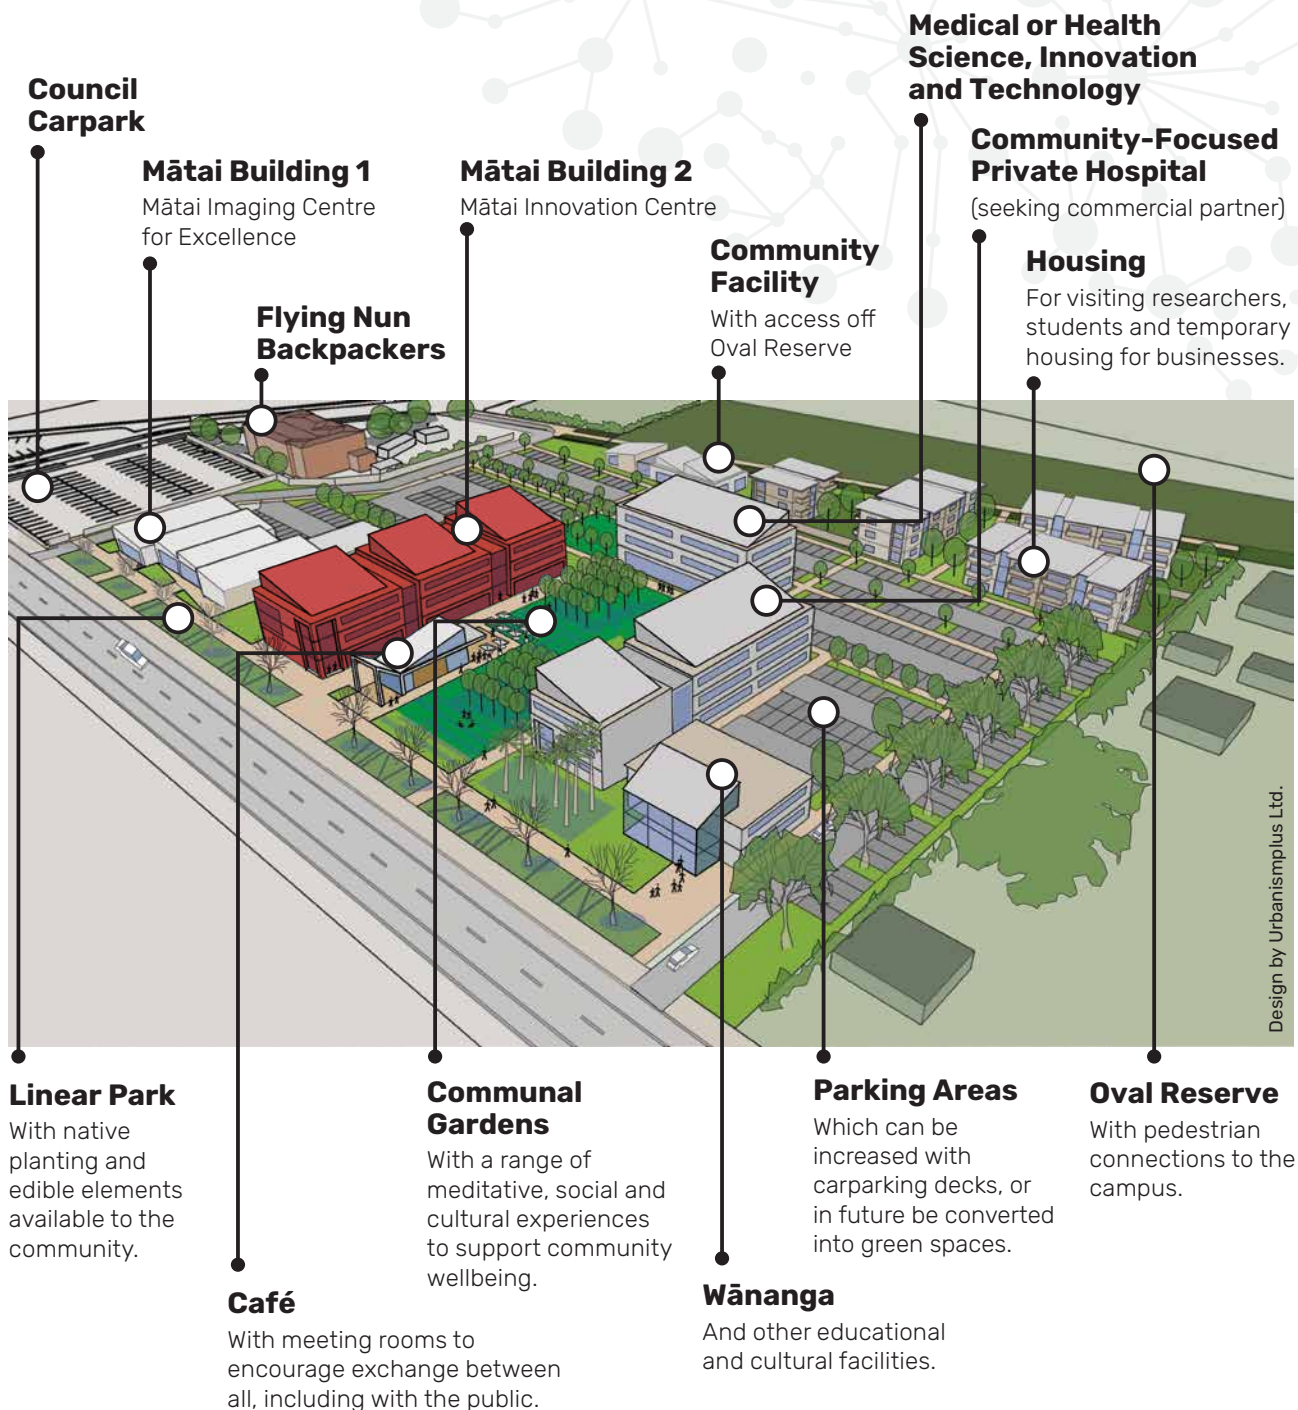 Medical or Health
Science, Innovation
and Technology
Council
Carpark
Community-Focused
Private Hospital
(seeking commercial partner)
Mātai Building 1
Mātai Imaging Centre
for Excellence
Mātai Building 2
Mātai Innovation Centre
Community
Facility
With access off
Oval Reserve
Housing
For visiting researchers,
students and temporary
housing for businesses.
Flying Nun
Backpackers
Design by Urbanismplus Ltd.
Linear Park
With native
planting and
edible elements
available to the
community.
Communal
Gardens
With a range of
meditative, social and
cultural experiences
to support community
wellbeing.
Parking Areas
Which can be
increased with
carparking decks, or
in future be converted
into green spaces.
Oval Reserve
With pedestrian
connections to the
campus.
Café
With meeting rooms to
encourage exchange between
all, including with the public.
Wānanga
And other educational
and cultural facilities.